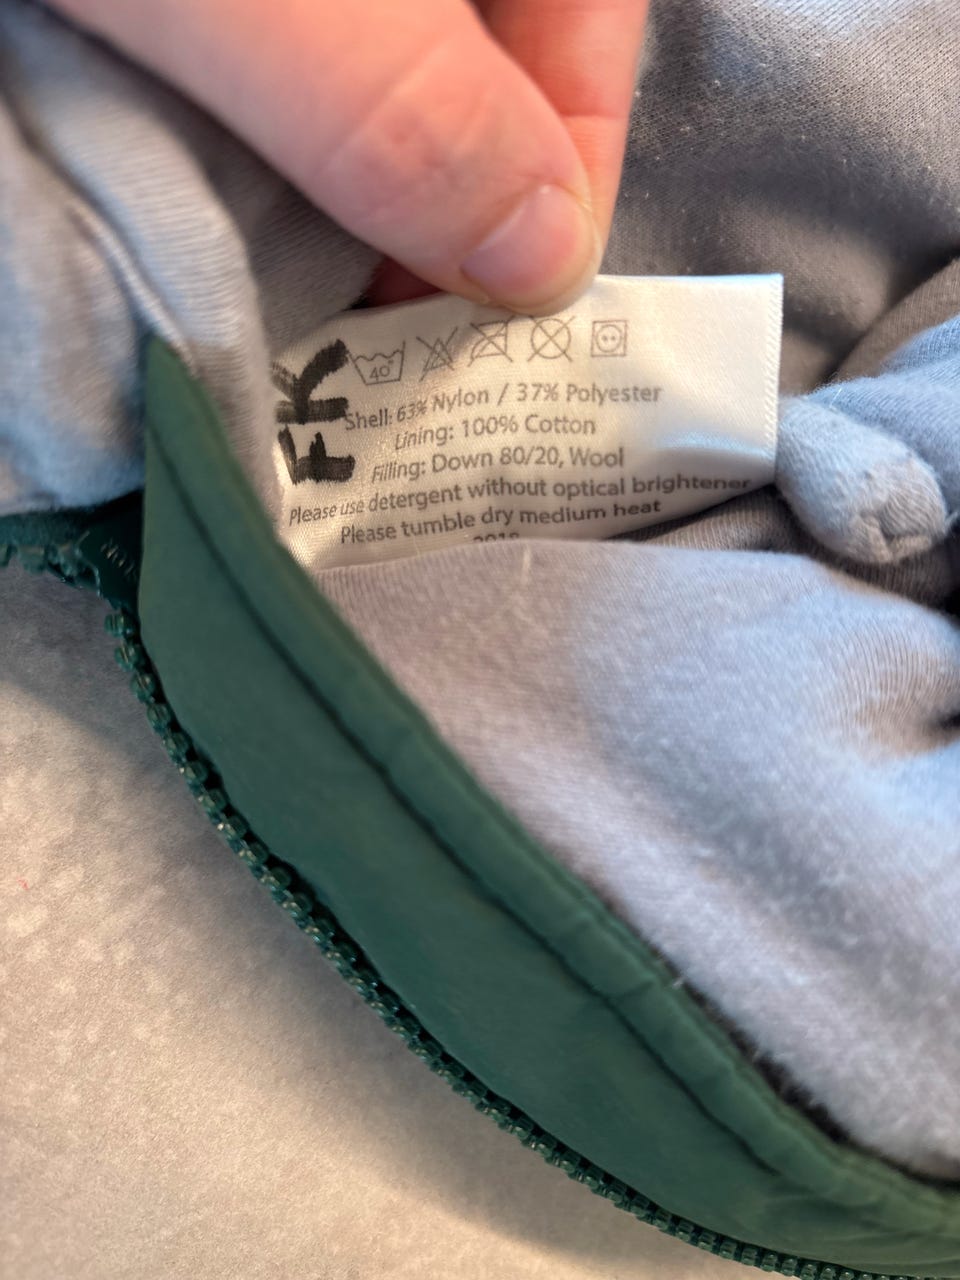 FK
40°
Shell: 63% Nylon / 37% Polyester
Lining: 100% Cotton
Filling: Down 80/20, Wool
Please use detergent without optical brightener
Please tumble dry medium heat
2018